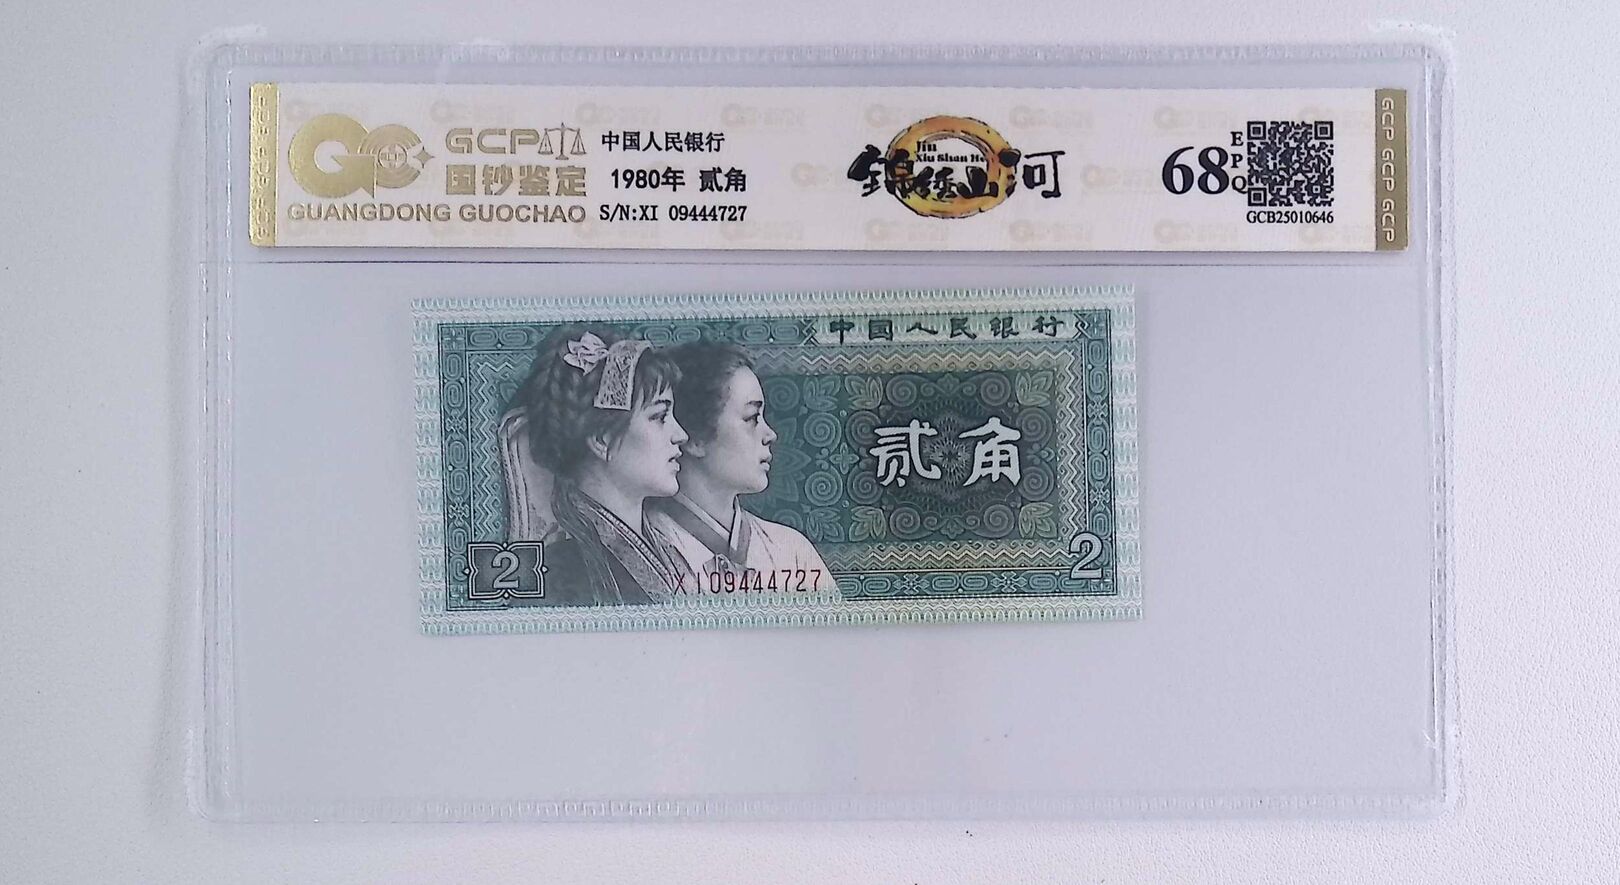 GCP
国钞鉴定
GUANGDONG GUOCHAO
中国人民银行
1980年 贰角
S/N:XI 09444727
Jin
Xiu Shan He
锦绣山河
68
EPQ
GCB25010646
GCP GCP GCP
中国人民银行
贰角
2
2
XI09444727